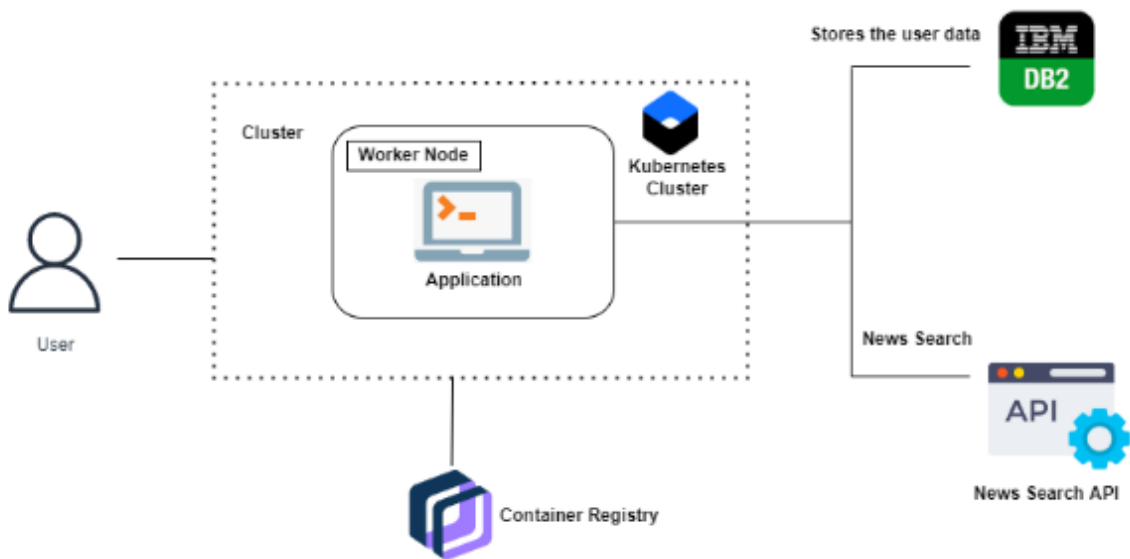 Stores the user data
IBM
DB2
Cluster
Worker Node
Kubernetes
Cluster
Application
User
News Search
API
News Search API
Container Registry